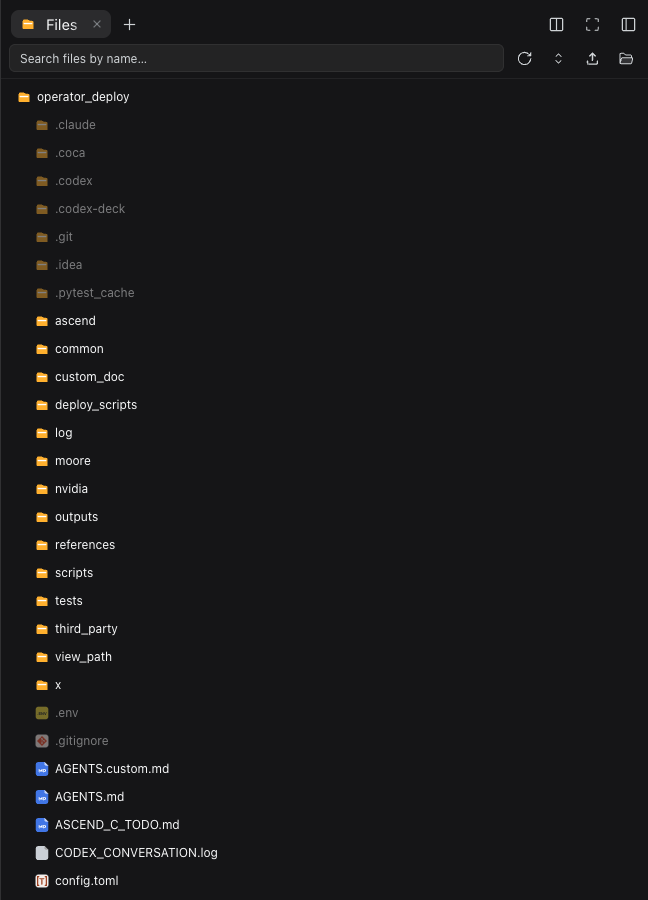 Files
Search files by name...
operator_deploy
.claude
.coca
.codex
.codex-deck
.git
.idea
.pytest_cache
ascend
common
custom_doc
deploy_scripts
log
moore
nvidia
outputs
references
scripts
tests
third_party
view_path
x
.env
.gitignore
AGENTS.custom.md
AGENTS.md
ASCEND_C_TODO.md
CODEX_CONVERSATION.log
config.toml